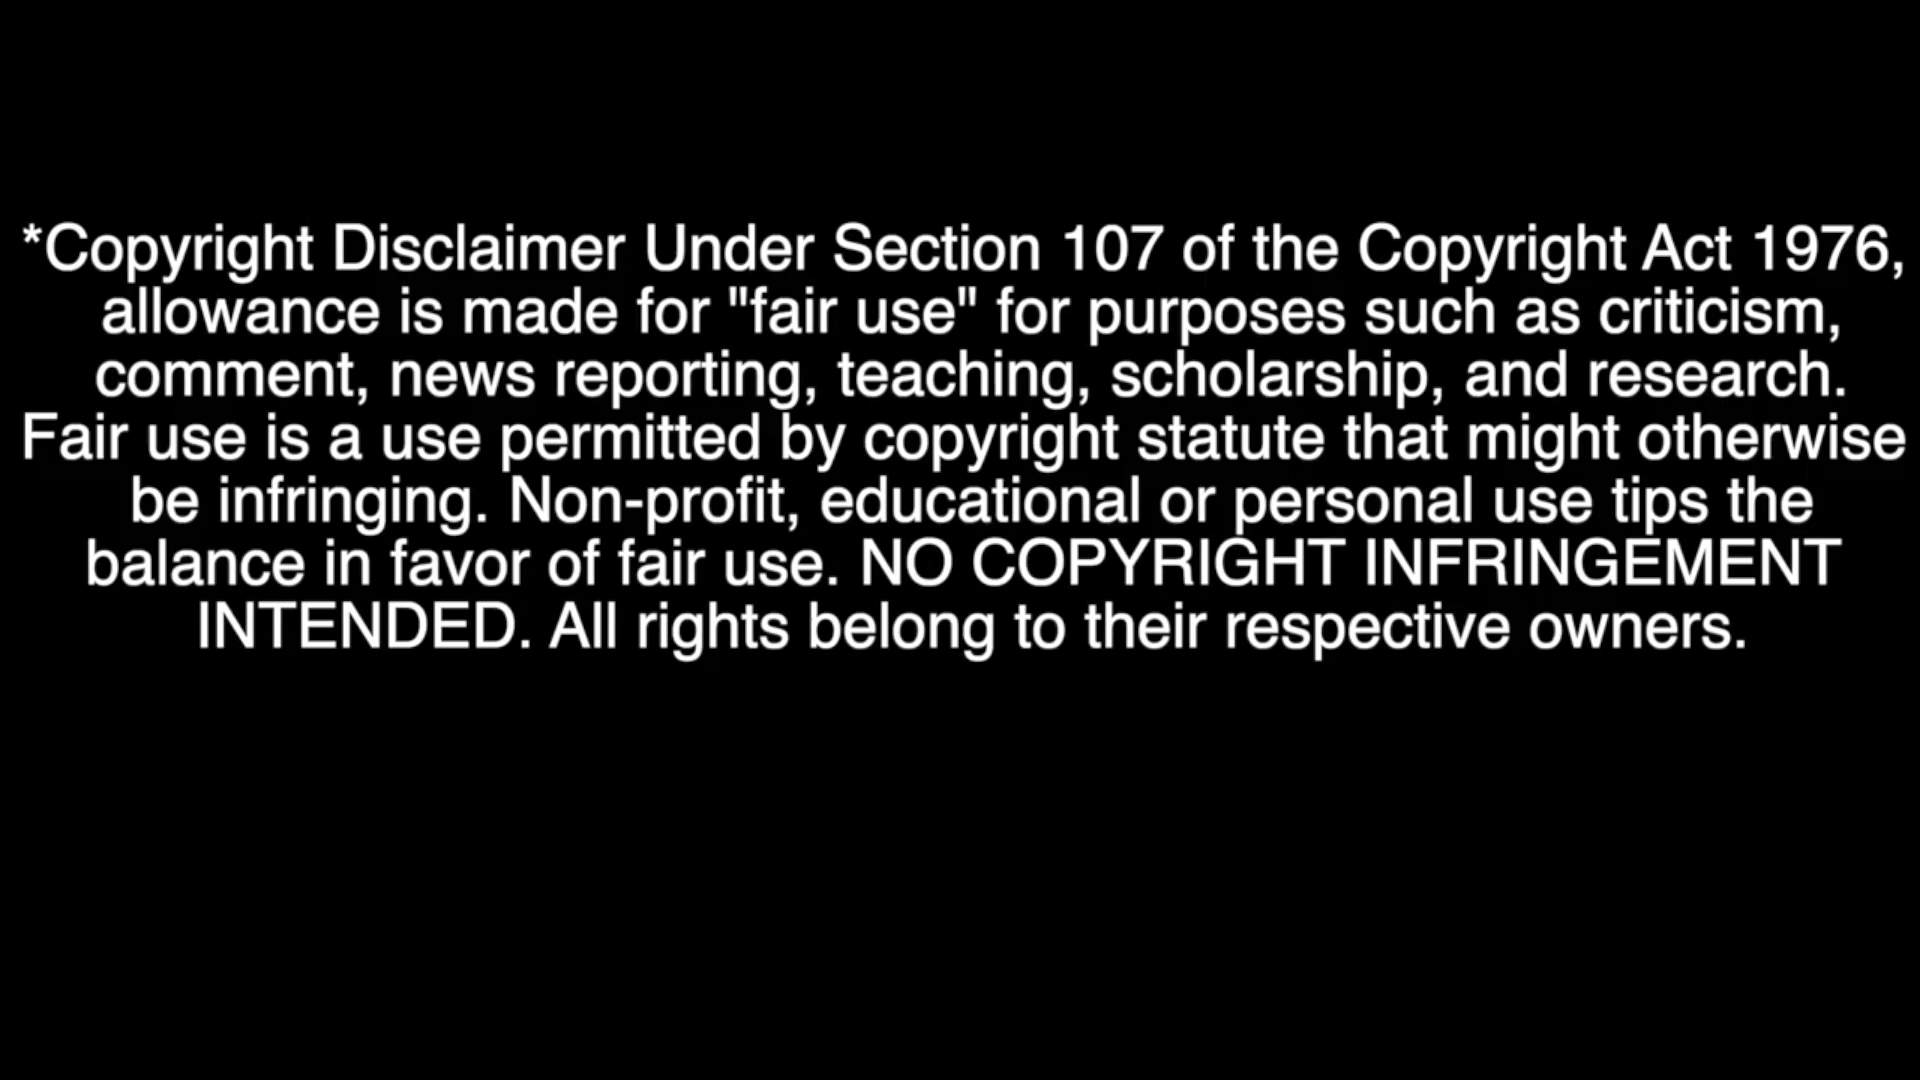 *Copyright Disclaimer Under Section 107 of the Copyright Act 1976,
allowance is made for "fair use" for purposes such as criticism,
comment, news reporting, teaching, scholarship, and research.
Fair use is a use permitted by copyright statute that might otherwise
be infringing. Non-profit, educational or personal use tips the
balance in favor of fair use. NO COPYRIGHT INFRINGEMENT
INTENDED. All rights belong to their respective owners.